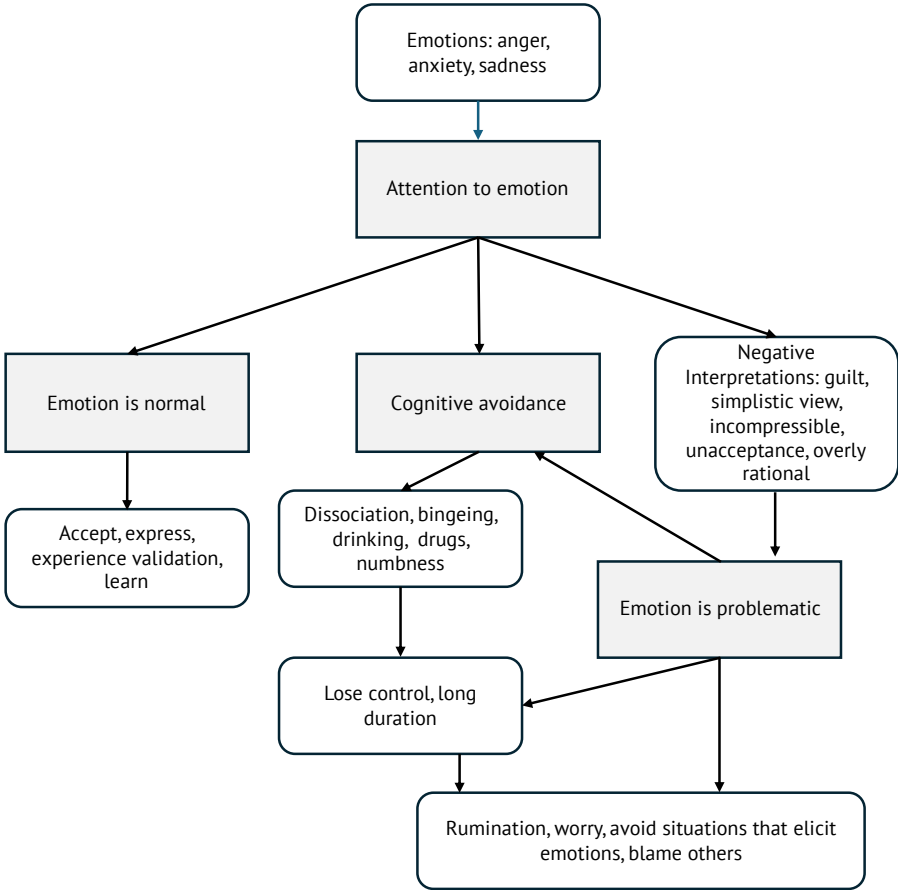 Emotions: anger,
anxiety, sadness
Attention to emotion
Emotion is normal
Cognitive avoidance
Negative
Interpretations: guilt,
simplistic view,
incompressible,
unacceptance, overly
rational
Accept, express,
experience validation,
learn
Dissociation, bingeing,
drinking, drugs,
numbness
Emotion is problematic
Lose control, long
duration
Rumination, worry, avoid situations that elicit
emotions, blame others